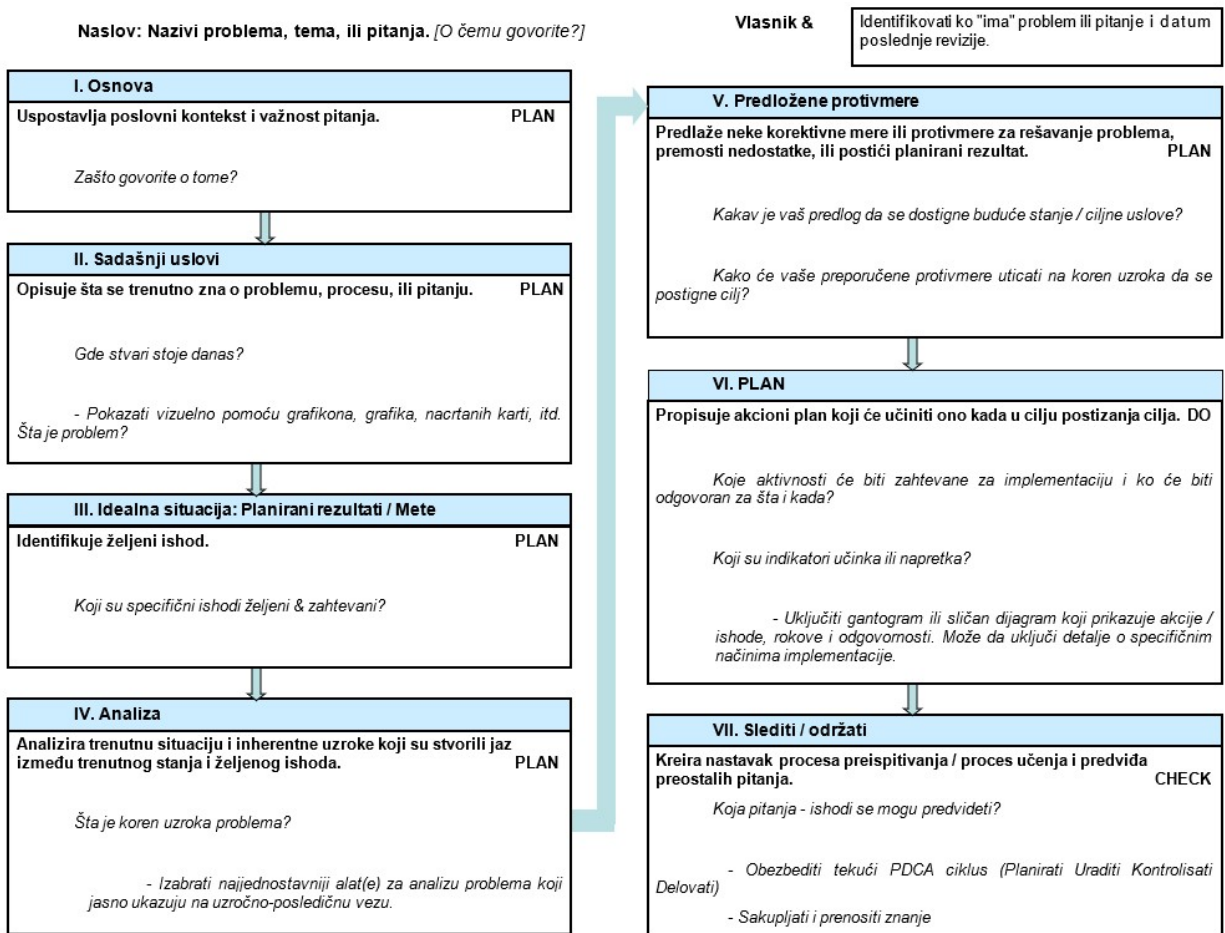 Naslov: Nazivi problema, tema, ili pitanja. [O čemu govorite?]
Vlasnik &
Identifikovati ko "ima" problem ili pitanje i datum
poslednje revizije.
I. Osnova
Uspostavlja poslovni kontekst i važnost pitanja. PLAN
Zašto govorite o tome?
II. Sadašnji uslovi
Opisuje šta se trenutno zna o problemu, procesu, ili pitanju. PLAN
Gde stvari stoje danas?
- Pokazati vizuelno pomoću grafikona, grafika, nacrtanih karti, itd.
Šta je problem?
III. Idealna situacija: Planirani rezultati / Mete
Identifikuje željeni ishod. PLAN
Koji su specifični ishodi željeni & zahtevani?
IV. Analiza
Analizira trenutnu situaciju i inherentne uzroke koji su stvorili jaz
između trenutnog stanja i željenog ishoda. PLAN
Šta je koren uzroka problema?
- Izabrati najjednostavniji alat(e) za analizu problema koji
jasno ukazuju na uzročno-posledičnu vezu.
V. Predložene protivmere
Predlaže neke korektivne mere ili protivmere za rešavanje problema,
premosti nedostatke, ili postići planirani rezultat. PLAN
Kakav je vaš predlog da se dostigne buduće stanje / ciljne uslove?
Kako će vaše preporučene protivmere uticati na koren uzroka da se
postigne cilj?
VI. PLAN
Propisuje akcioni plan koji će učiniti ono kada u cilju postizanja cilja. DO
Koje aktivnosti će biti zahtevane za implementaciju i ko će biti
odgovoran za šta i kada?
Koji su indikatori učinka ili napretka?
- Uključiti gantogram ili sličan dijagram koji prikazuje akcije /
ishode, rokove i odgovornosti. Može da uključi detalje o specifičnim
načinima implementacije.
VII. Slediti / održati
Kreira nastavak procesa preispitivanja / proces učenja i predviđa
preostalih pitanja. CHECK
Koja pitanja - ishodi se mogu predvideti?
- Obezbediti tekući PDCA ciklus (Planirati Uraditi Kontrolisati
Delovati)
- Sakupljati i prenositi znanje